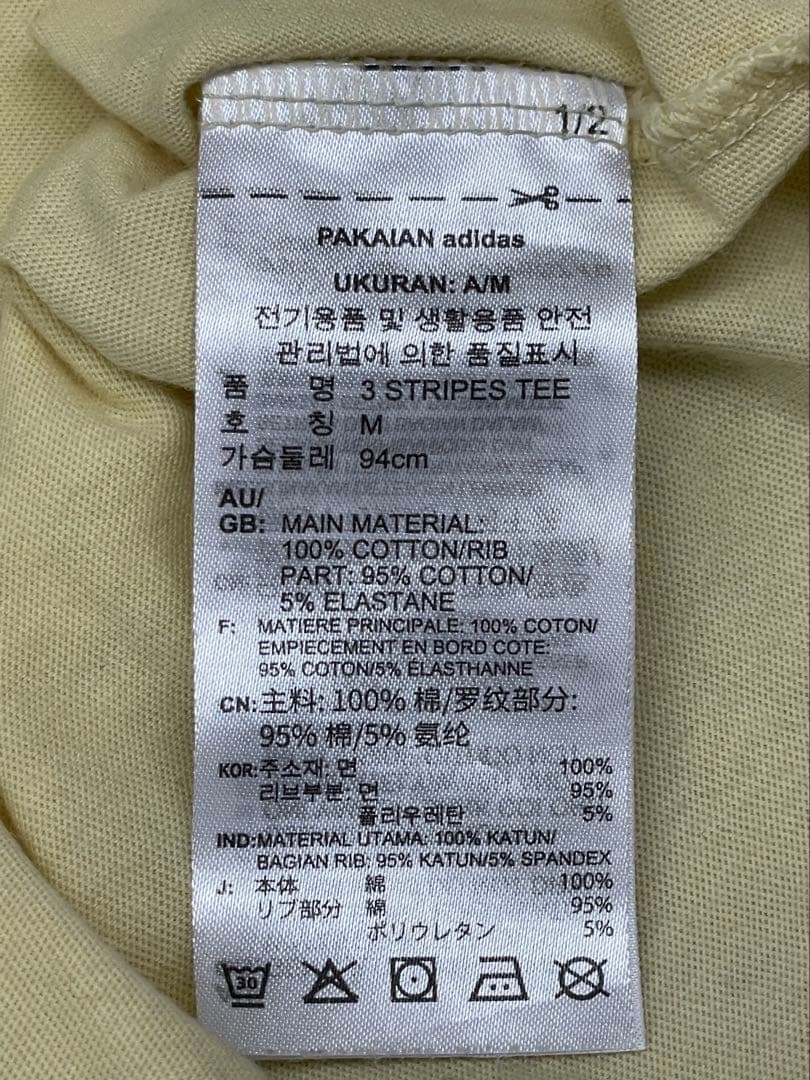 1/2
PAKAIAN adidas
UKURAN: A/M
전기용품 및 생활용품 안전
관리법에 의한 품질표시
품 명 3 STRIPES TEE
호 칭 M
가슴둘레 94cm
AU/
GB: MAIN MATERIAL:
100% COTTON/RIB
PART: 95% COTTON/
5% ELASTANE
F: MATIERE PRINCIPALE: 100% COTON/
EMPIECEMENT EN BORD COTE:
95% COTON/5% ÉLASTHANNE
CN: 主料: 100% 棉/罗纹部分:
95% 棉/5% 氨纶
KOR: 주소재: 면 100%
리브부분: 면 95%
폴리우레탄 5%
IND: MATERIAL UTAMA: 100% KATUN/
BAGIAN RIB: 95% KATUN/5% SPANDEX
J: 本体 綿 100%
リブ部分 綿 95%
ポリウレタン 5%
30